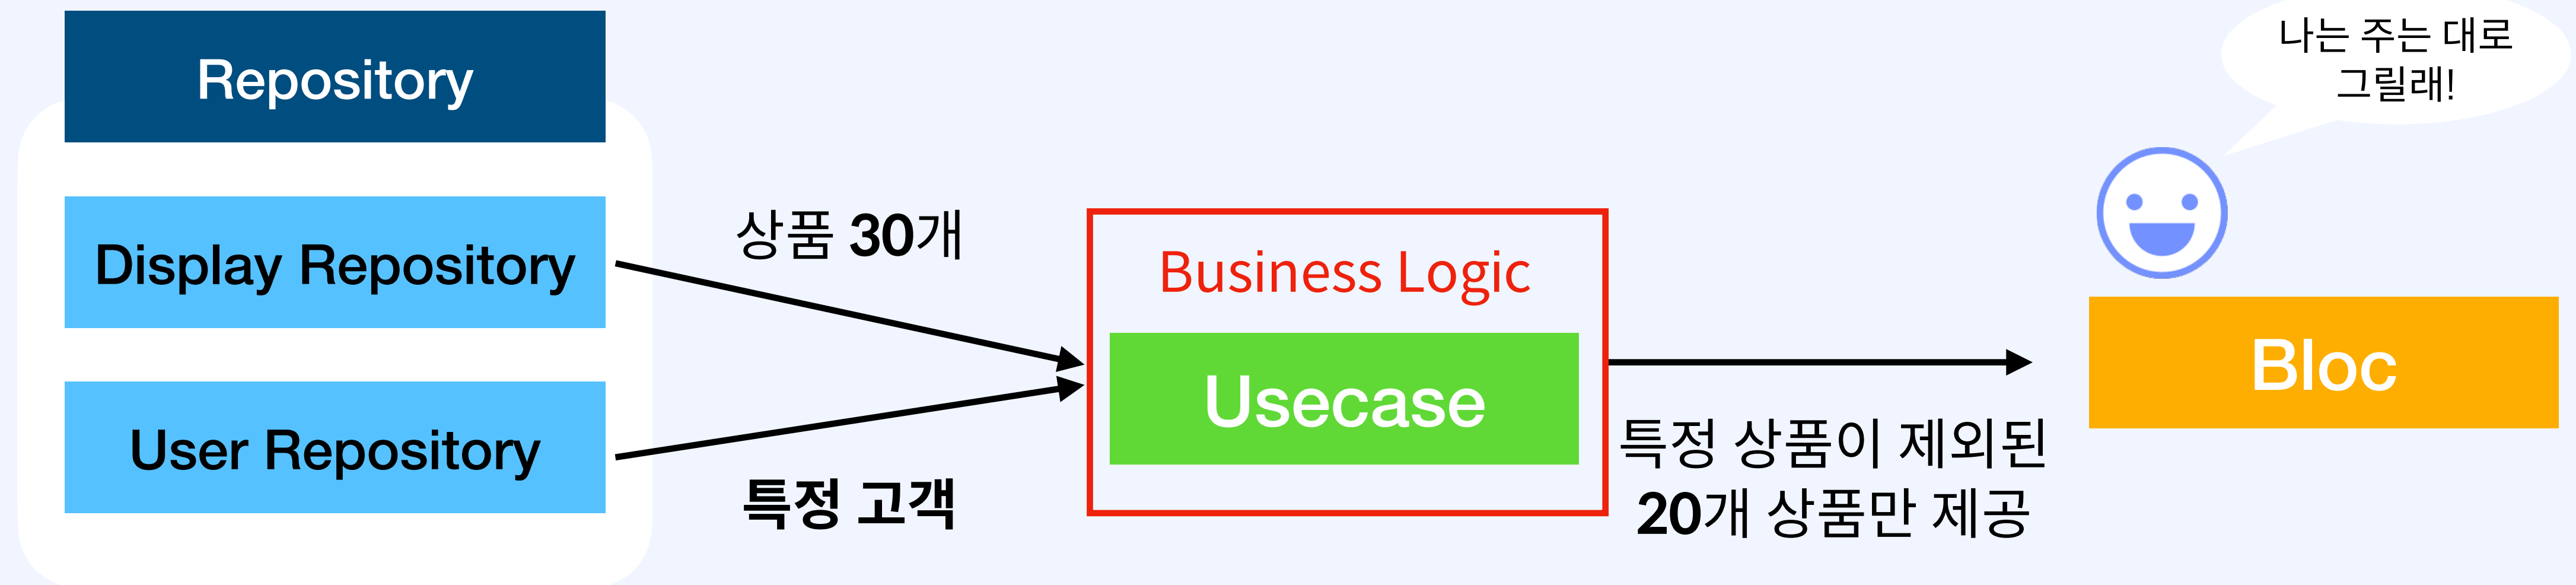 Repository
Display Repository
User Repository
상품 30개
특정 고객
Business Logic
Usecase
특정 상품이 제외된
20개 상품만 제공
나는 주는 대로
그릴래!
Bloc